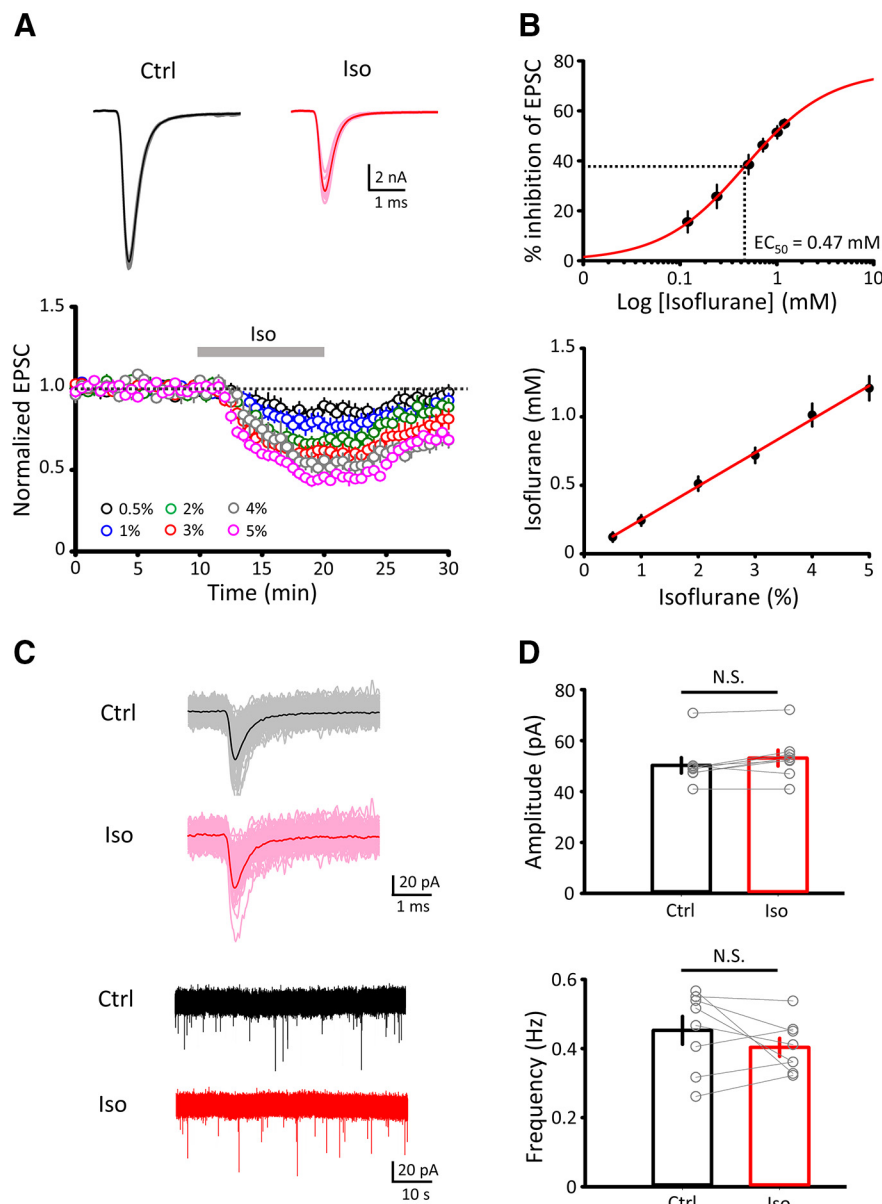 A
Ctrl
Iso
2 nA
1 ms
1.5
1.0
0.5
0
Normalized EPSC
Iso
0.5%
2%
4%
1%
3%
5%
0 5 10 15 20 25 30
Time (min)
B
80
60
40
20
0
% inhibition of EPSC
EC50 = 0.47 mM
0 0.1 1 10
Log [Isoflurane] (mM)
1.5
1.0
0.5
0
Isoflurane (mM)
0 1 2 3 4 5
Isoflurane (%)
C
Ctrl
Iso
20 pA
1 ms
Ctrl
Iso
20 pA
10 s
D
N.S.
80
60
40
20
0
Amplitude (pA)
Ctrl Iso
N.S.
0.6
0.4
0.2
0
Frequency (Hz)
Ctrl Iso